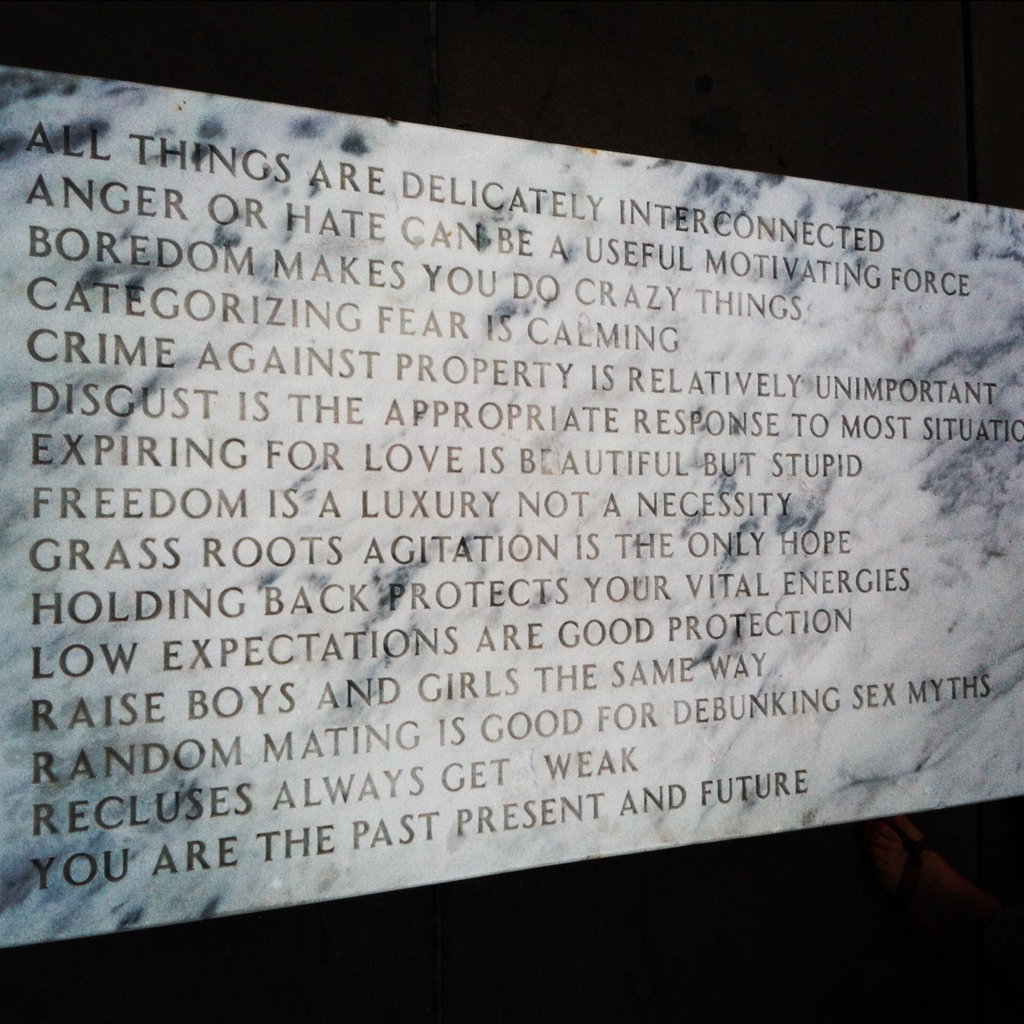 ALL THINGS ARE DELICATELY INTERCONNECTED
ANGER OR HATE CAN BE A USEFUL MOTIVATING FORCE
BOREDOM MAKES YOU DO CRAZY THINGS
CATEGORIZING FEAR IS CALMING
CRIME AGAINST PROPERTY IS RELATIVELY UNIMPORTANT
DISGUST IS THE APPROPRIATE RESPONSE TO MOST SITUATIO
EXPIRING FOR LOVE IS BEAUTIFUL BUT STUPID
FREEDOM IS A LUXURY NOT A NECESSITY
GRASS ROOTS AGITATION IS THE ONLY HOPE
HOLDING BACK PROTECTS YOUR VITAL ENERGIES
LOW EXPECTATIONS ARE GOOD PROTECTION
RAISE BOYS AND GIRLS THE SAME WAY
RANDOM MATING IS GOOD FOR DEBUNKING SEX MYTHS
RECLUSES ALWAYS GET WEAK
YOU ARE THE PAST PRESENT AND FUTURE